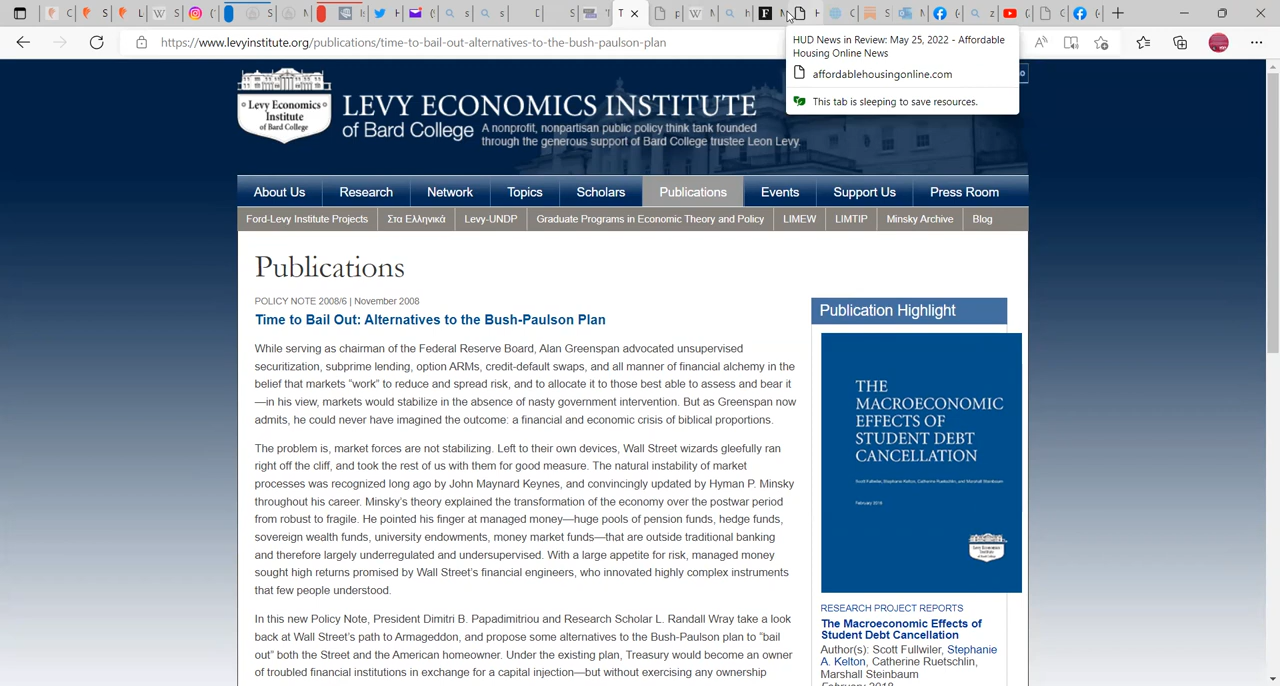 https://www.levyinstitute.org/publications/time-to-bail-out-alternatives-to-the-bush-paulson-plan
HUD News in Review: May 25, 2022 - Affordable
Housing Online News
affordablehousingonline.com
This tab is sleeping to save resources.
Levy Economics
Institute
of Bard College
LEVY ECONOMICS INSTITUTE
of Bard College
A nonprofit, nonpartisan public policy think tank founded
through the generous support of Bard College trustee Leon Levy.
About Us
Research
Network
Topics
Scholars
Publications
Events
Support Us
Press Room
Ford-Levy Institute Projects
Στα Ελληνικά
Levy-UNDP
Graduate Programs in Economic Theory and Policy
LIMEW
LIMTIP
Minsky Archive
Blog
Publications
POLICY NOTE 2008/6 | November 2008
Time to Bail Out: Alternatives to the Bush-Paulson Plan
While serving as chairman of the Federal Reserve Board, Alan Greenspan advocated unsupervised
securitization, subprime lending, option ARMs, credit-default swaps, and all manner of financial alchemy in the
belief that markets “work” to reduce and spread risk, and to allocate it to those best able to assess and bear it
—in his view, markets would stabilize in the absence of nasty government intervention. But as Greenspan now
admits, he could never have imagined the outcome: a financial and economic crisis of biblical proportions.
The problem is, market forces are not stabilizing. Left to their own devices, Wall Street wizards gleefully ran
right off the cliff, and took the rest of us with them for good measure. The natural instability of market
processes was recognized long ago by John Maynard Keynes, and convincingly updated by Hyman P. Minsky
throughout his career. Minsky’s theory explained the transformation of the economy over the postwar period
from robust to fragile. He pointed his finger at managed money—huge pools of pension funds, hedge funds,
sovereign wealth funds, university endowments, money market funds—that are outside traditional banking
and therefore largely underregulated and undersupervised. With a large appetite for risk, managed money
sought high returns promised by Wall Street’s financial engineers, who innovated highly complex instruments
that few people understood.
In this new Policy Note, President Dimitri B. Papadimitriou and Research Scholar L. Randall Wray take a look
back at Wall Street’s path to Armageddon, and propose some alternatives to the Bush-Paulson plan to “bail
out” both the Street and the American homeowner. Under the existing plan, Treasury would become an owner
of troubled financial institutions in exchange for a capital injection—but without exercising any ownership
Publication Highlight
THE
MACROECONOMIC
EFFECTS OF
STUDENT DEBT
CANCELLATION
Scott Fullwiler, Stephanie Kelton, Catherine Ruetschlin, and Marshall Steinbaum
February 2018
Levy Economics
Institute
of Bard College
RESEARCH PROJECT REPORTS
The Macroeconomic Effects of
Student Debt Cancellation
Author(s): Scott Fullwiler, Stephanie
A. Kelton, Catherine Ruetschlin,
Marshall Steinbaum
February 2018